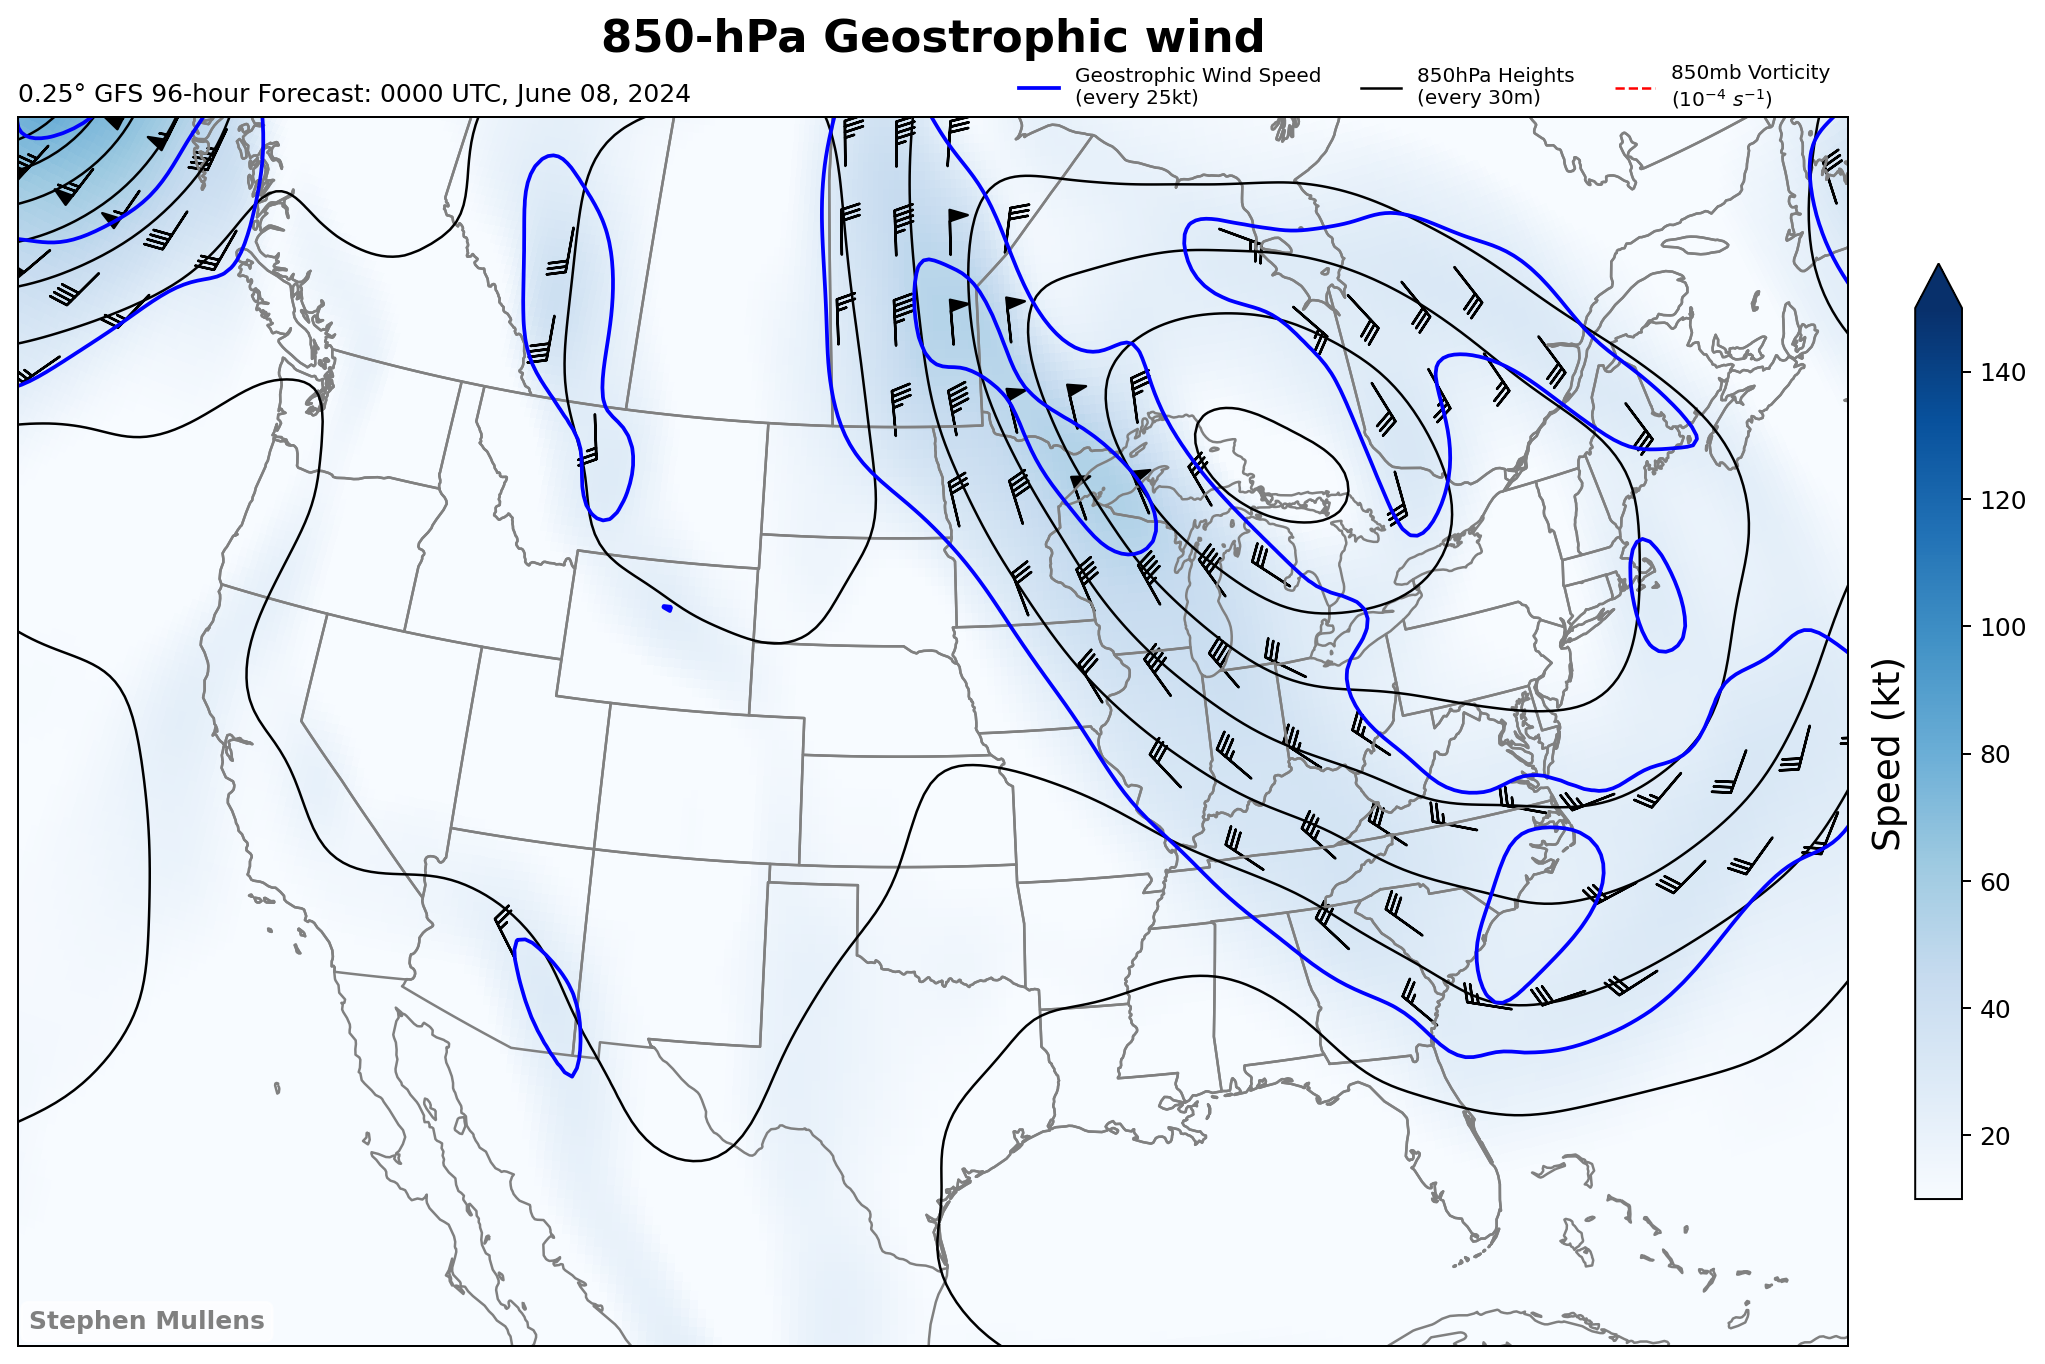 850-hPa Geostrophic wind
0.25° GFS 96-hour Forecast: 0000 UTC, June 08, 2024
Geostrophic Wind Speed
(every 25kt)
850hPa Heights
(every 30m)
850mb Vorticity
(10⁻⁴ s⁻¹)
140
120
100
80
60
40
20
Speed (kt)
Stephen Mullens